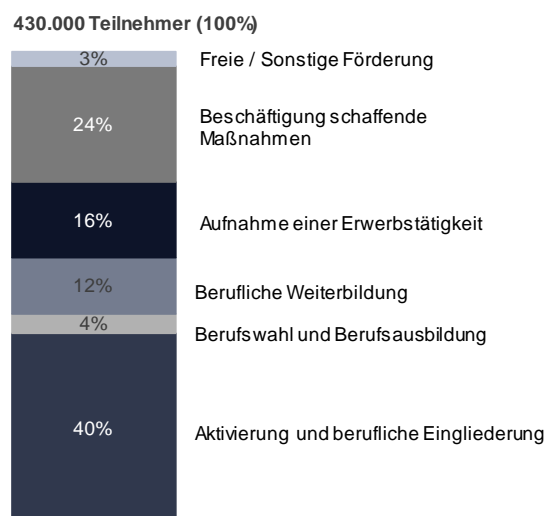 430.000 Teilnehmer (100%)
3% Freie / Sonstige Förderung
24% Beschäftigung schaffende
Maßnahmen
16% Aufnahme einer Erwerbstätigkeit
12% Berufliche Weiterbildung
4% Berufswahl und Berufsausbildung
40% Aktivierung und berufliche Eingliederung